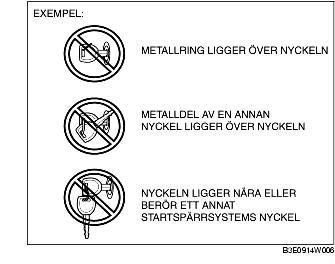 EXEMPEL:
METALLRING LIGGER ÖVER NYCKELN
METALLDEL AV EN ANNAN
NYCKEL LIGGER ÖVER NYCKELN
NYCKELN LIGGER NÄRA ELLER
BERÖR ETT ANNAT
STARTSPÄRRSYSTEMS NYCKEL
B3E0914W006